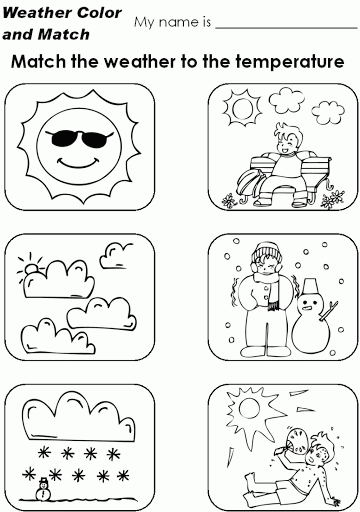 Weather Color
and Match
My name is
Match the weather to the temperature